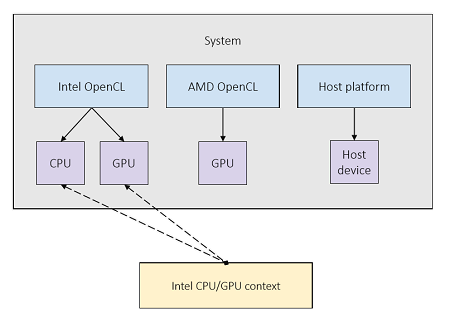 System
Intel OpenCL
AMD OpenCL
Host platform
CPU
GPU
GPU
Host
device
Intel CPU/GPU context